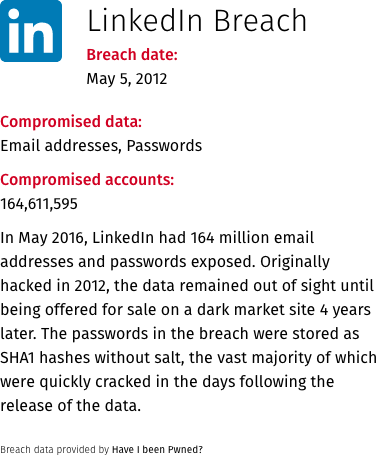 in
LinkedIn Breach
Breach date:
May 5, 2012
Compromised data:
Email addresses, Passwords
Compromised accounts:
164,611,595
In May 2016, LinkedIn had 164 million email
addresses and passwords exposed. Originally
hacked in 2012, the data remained out of sight until
being offered for sale on a dark market site 4 years
later. The passwords in the breach were stored as
SHA1 hashes without salt, the vast majority of which
were quickly cracked in the days following the
release of the data.
Breach data provided by Have I been Pwned?